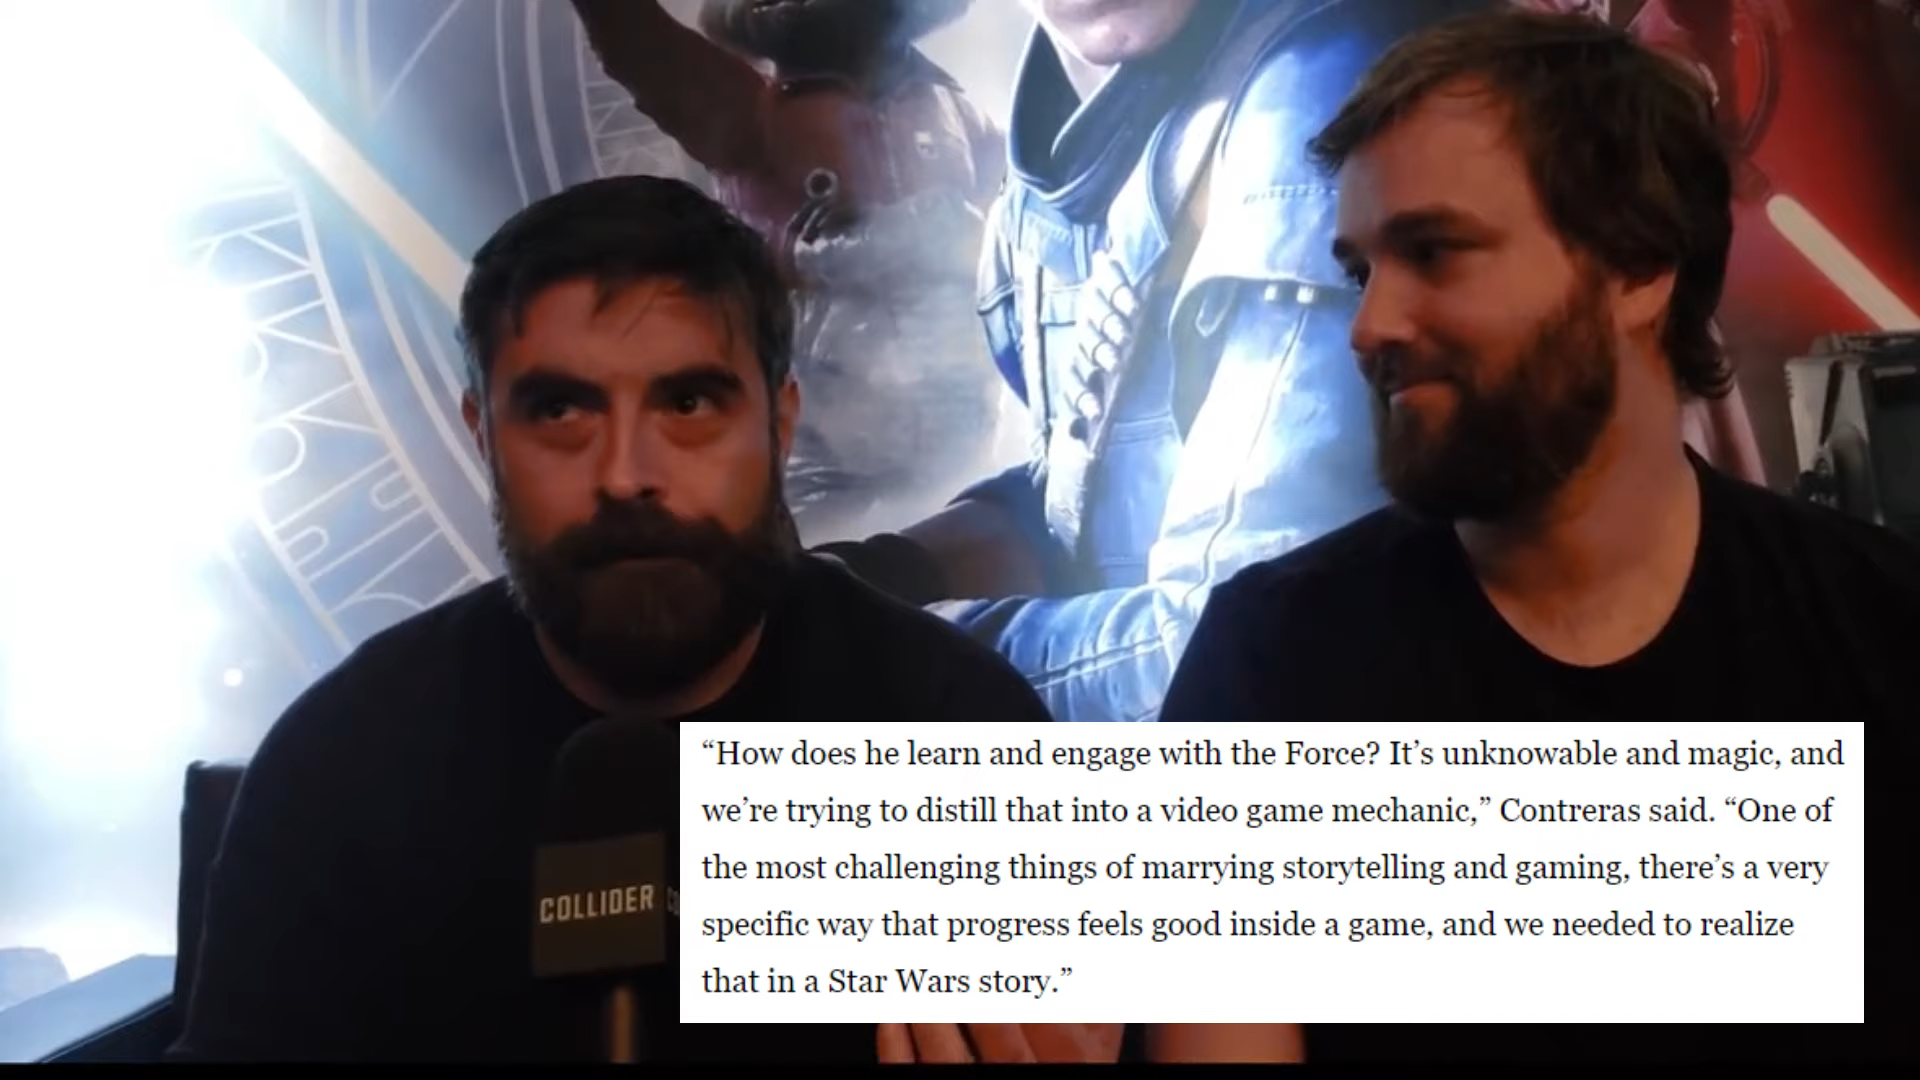 “How does he learn and engage with the Force? It’s unknowable and magic, and
we’re trying to distill that into a video game mechanic,” Contreras said. “One of
the most challenging things of marrying storytelling and gaming, there’s a very
specific way that progress feels good inside a game, and we needed to realize
that in a Star Wars story.”
COLLIDER